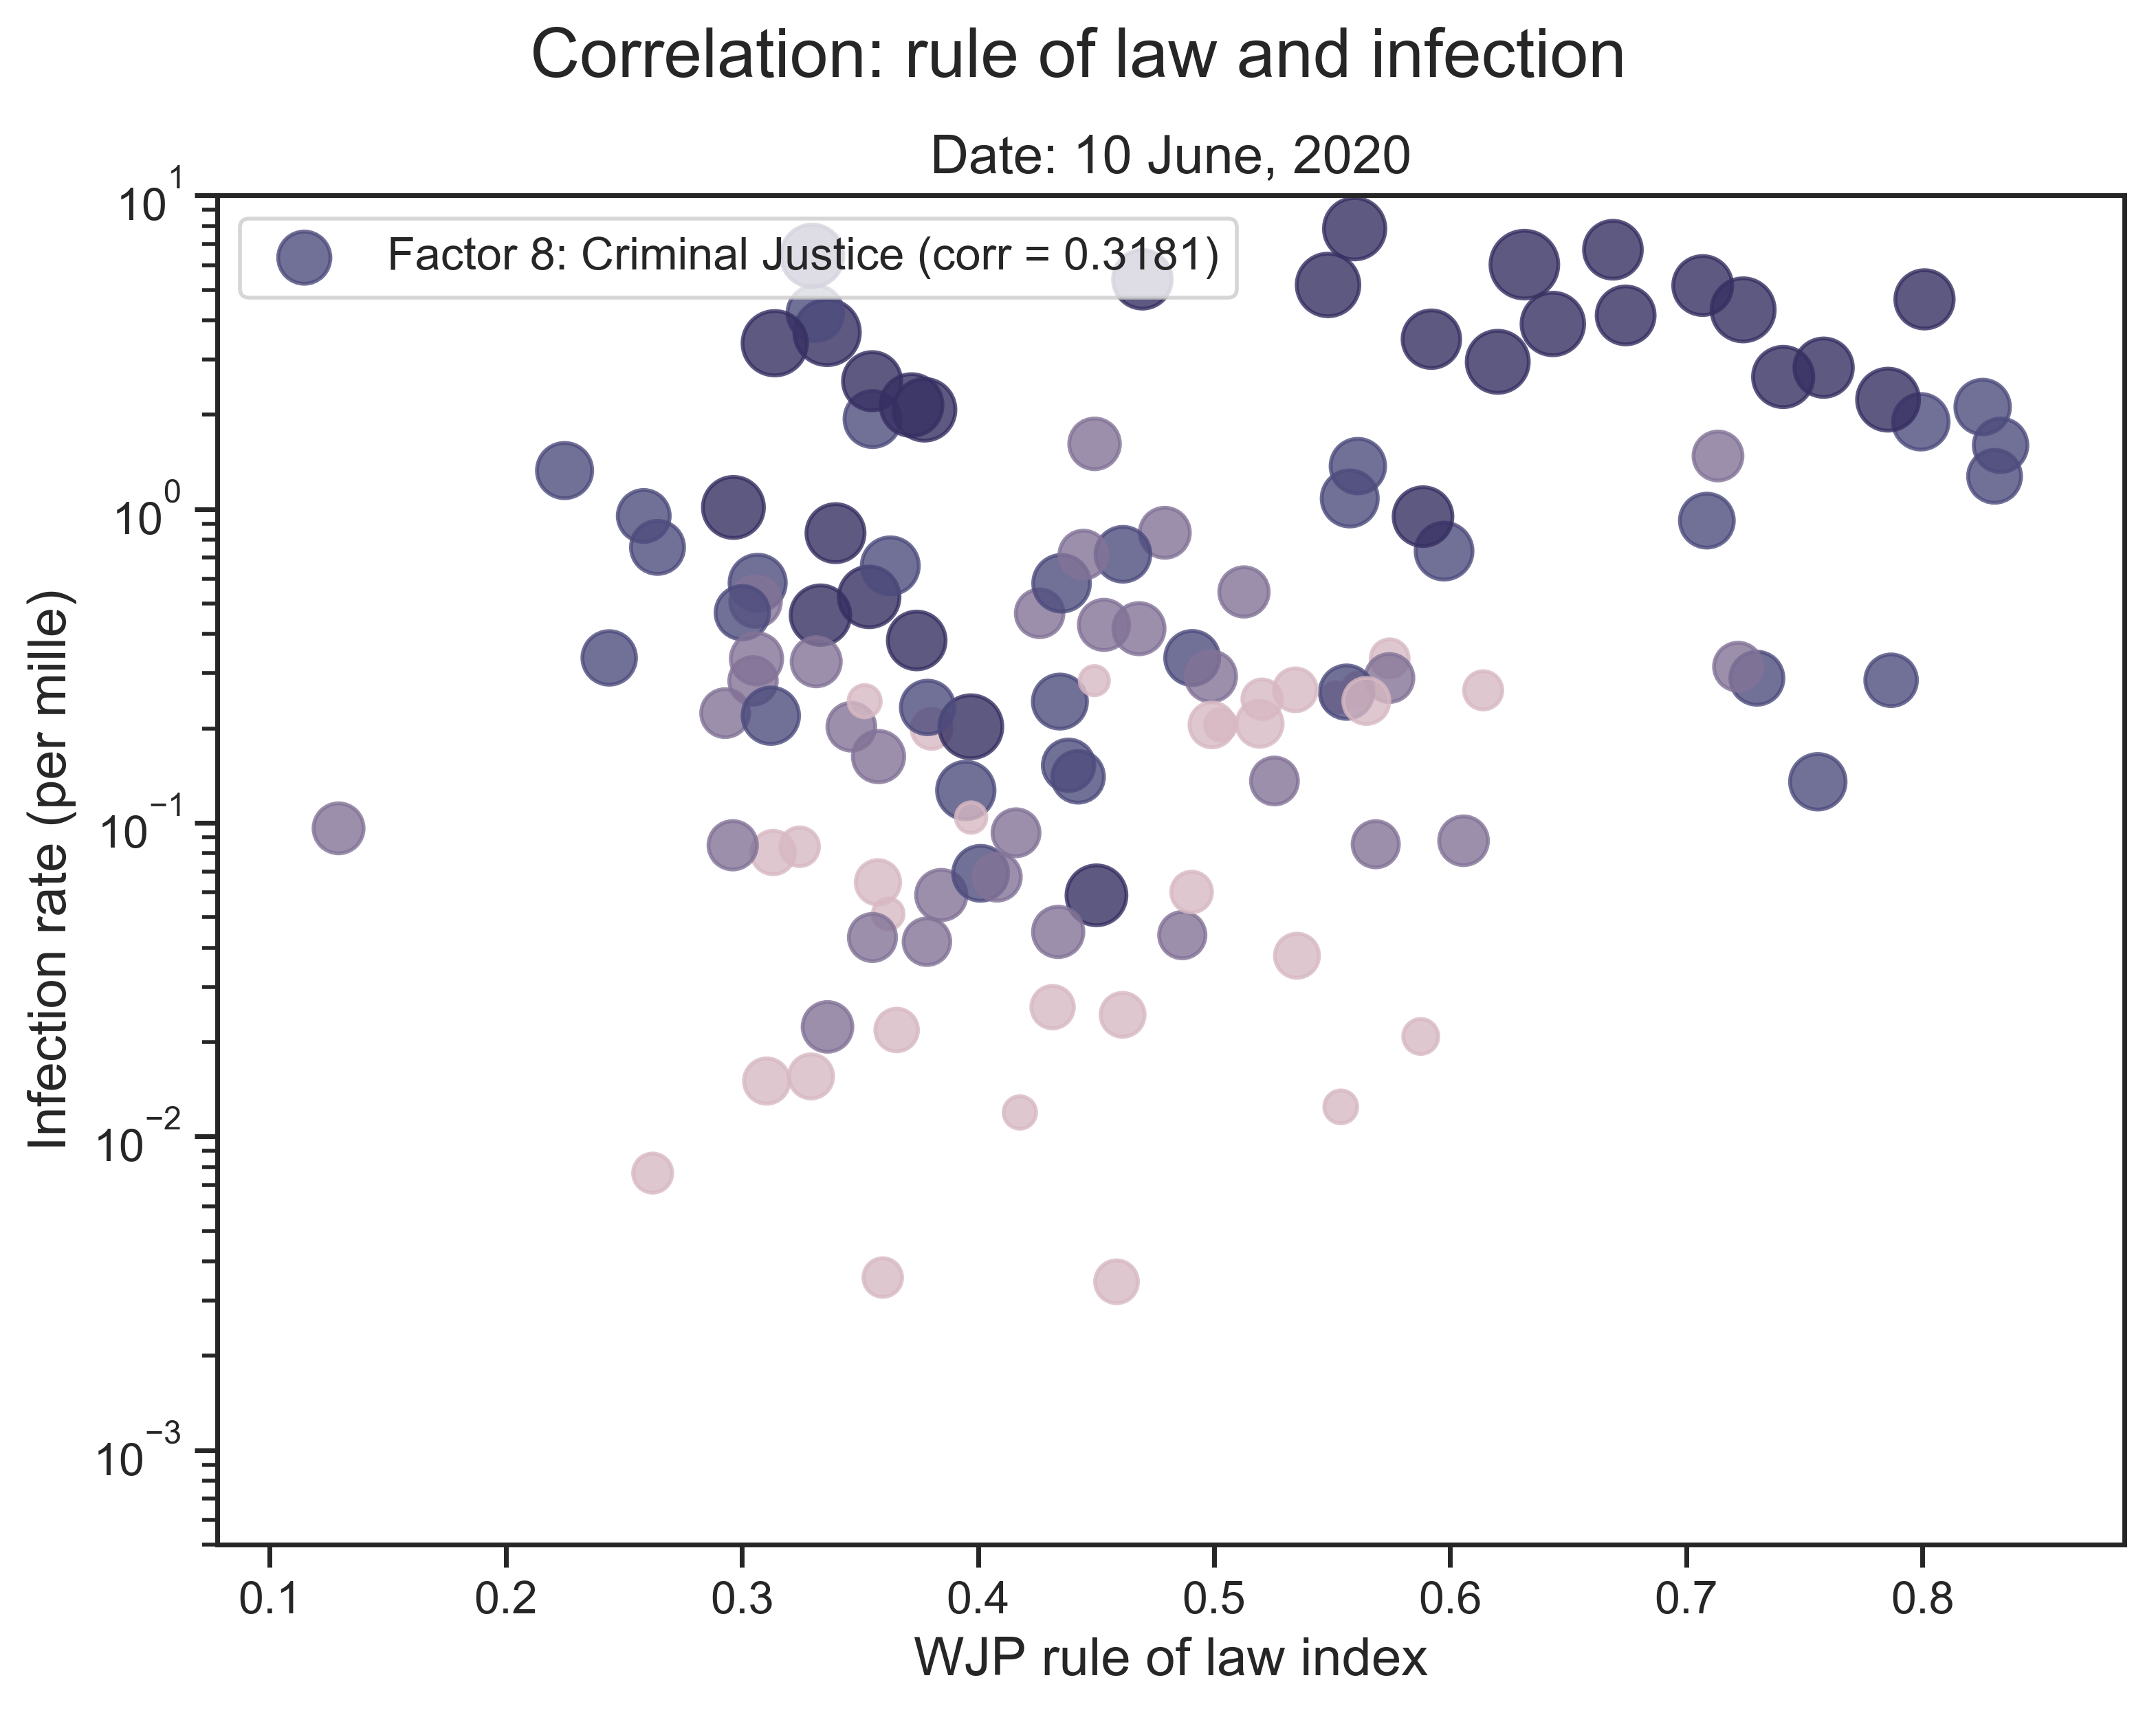 Correlation: rule of law and infection
Date: 10 June, 2020
Factor 8: Criminal Justice (corr = 0.3181)
Infection rate (per mille)
10^1
10^0
10^−1
10^−2
10^−3
0.1 0.2 0.3 0.4 0.5 0.6 0.7 0.8
WJP rule of law index